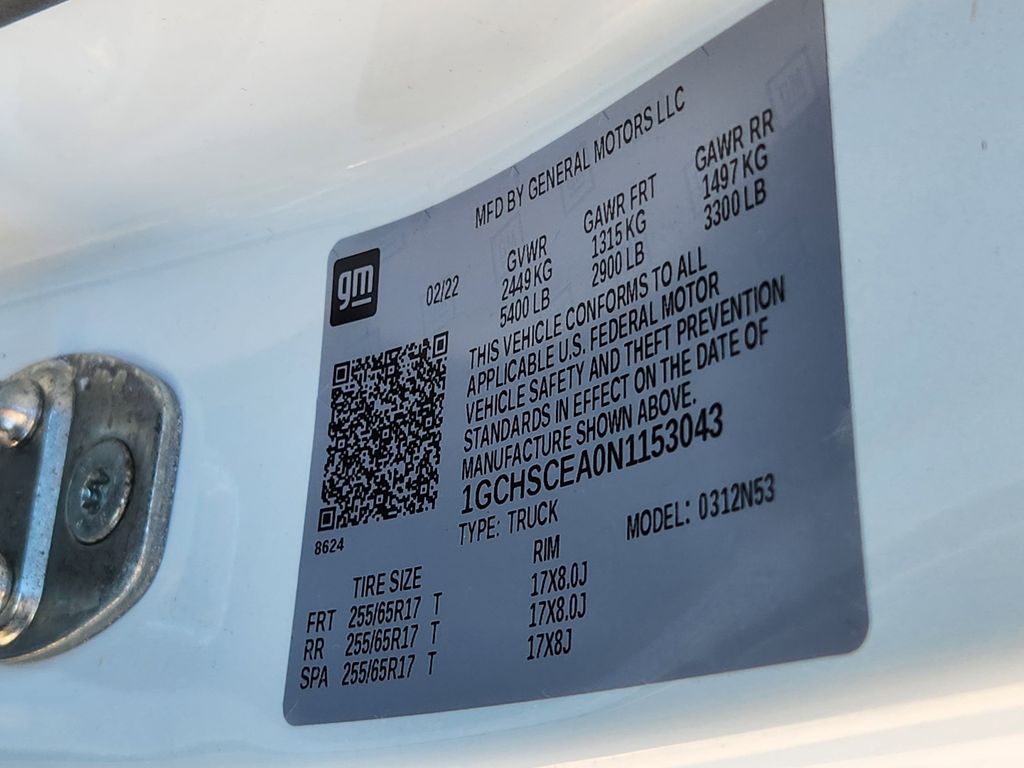 MFD BY GENERAL MOTORS LLC
gm
02/22
GVWR
2449 KG
5400 LB
GAWR FRT
1315 KG
2900 LB
GAWR RR
1497 KG
3300 LB
THIS VEHICLE CONFORMS TO ALL
APPLICABLE U.S. FEDERAL MOTOR
VEHICLE SAFETY AND THEFT PREVENTION
STANDARDS IN EFFECT ON THE DATE OF
MANUFACTURE SHOWN ABOVE.
1GCHSCEA0N1153043
TYPE: TRUCK
MODEL: 0312N53
8624
TIRE SIZE RIM
FRT 255/65R17 T 17X8.0J
RR 255/65R17 T 17X8.0J
SPA 255/65R17 T 17X8J